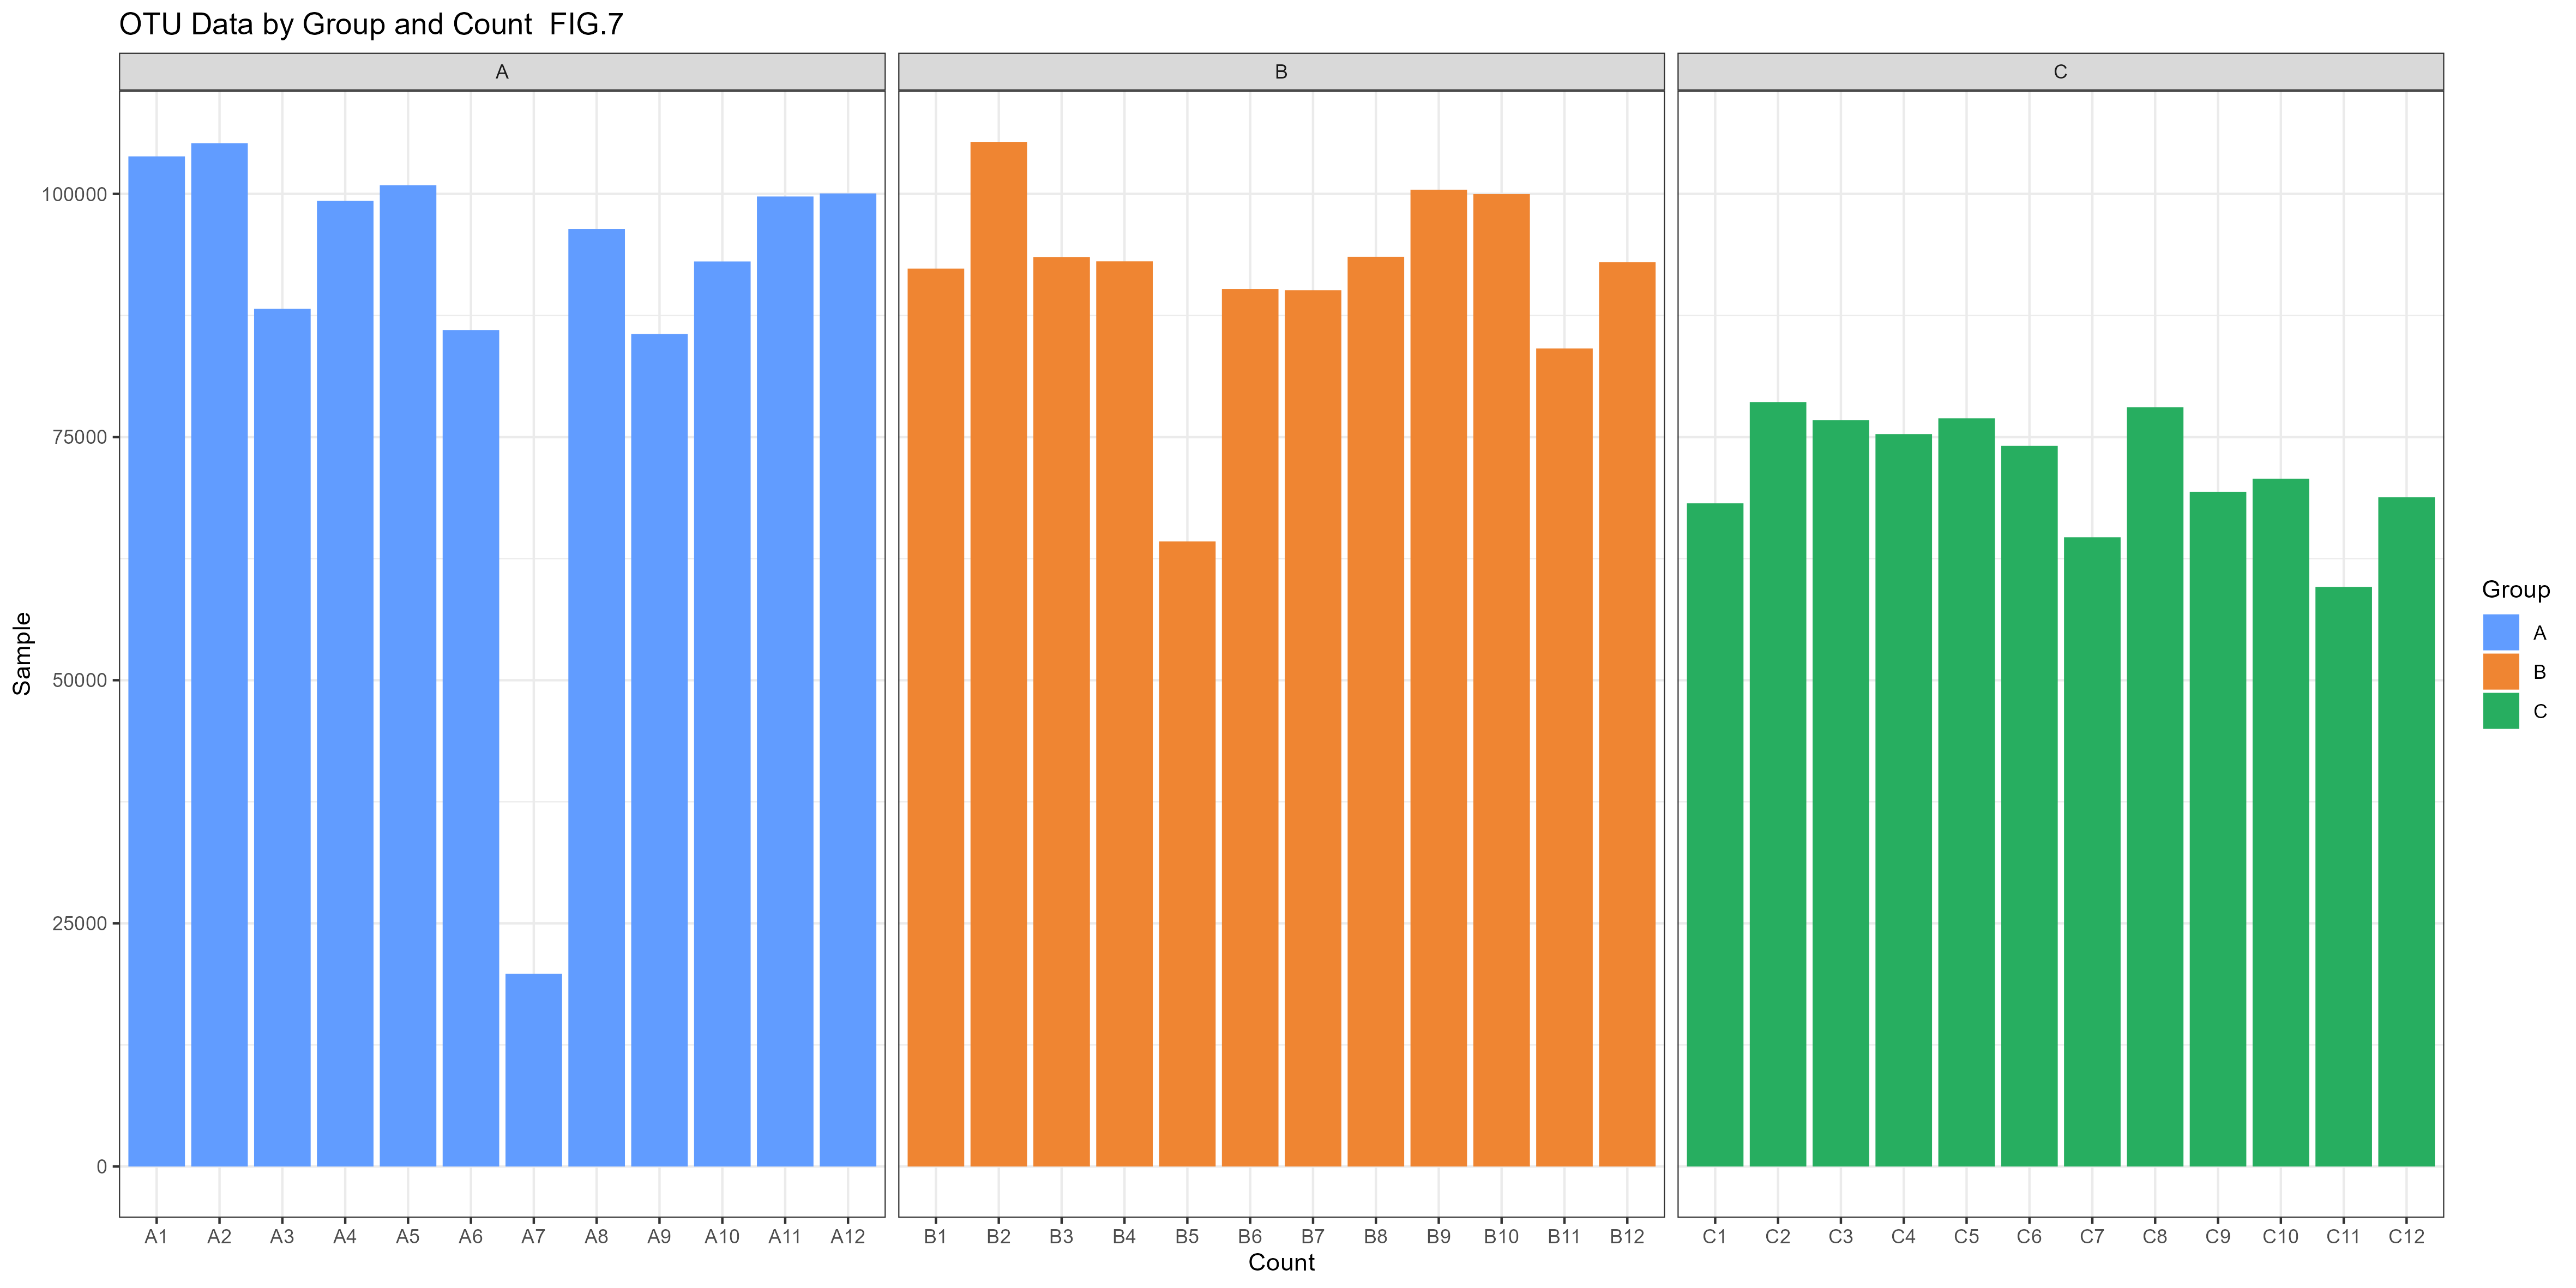 OTU Data by Group and Count  FIG.7
A
B
C
100000
75000
50000
25000
0
Sample
A1 A2 A3 A4 A5 A6 A7 A8 A9 A10 A11 A12
B1 B2 B3 B4 B5 B6 B7 B8 B9 B10 B11 B12
C1 C2 C3 C4 C5 C6 C7 C8 C9 C10 C11 C12
Count
Group
A
B
C